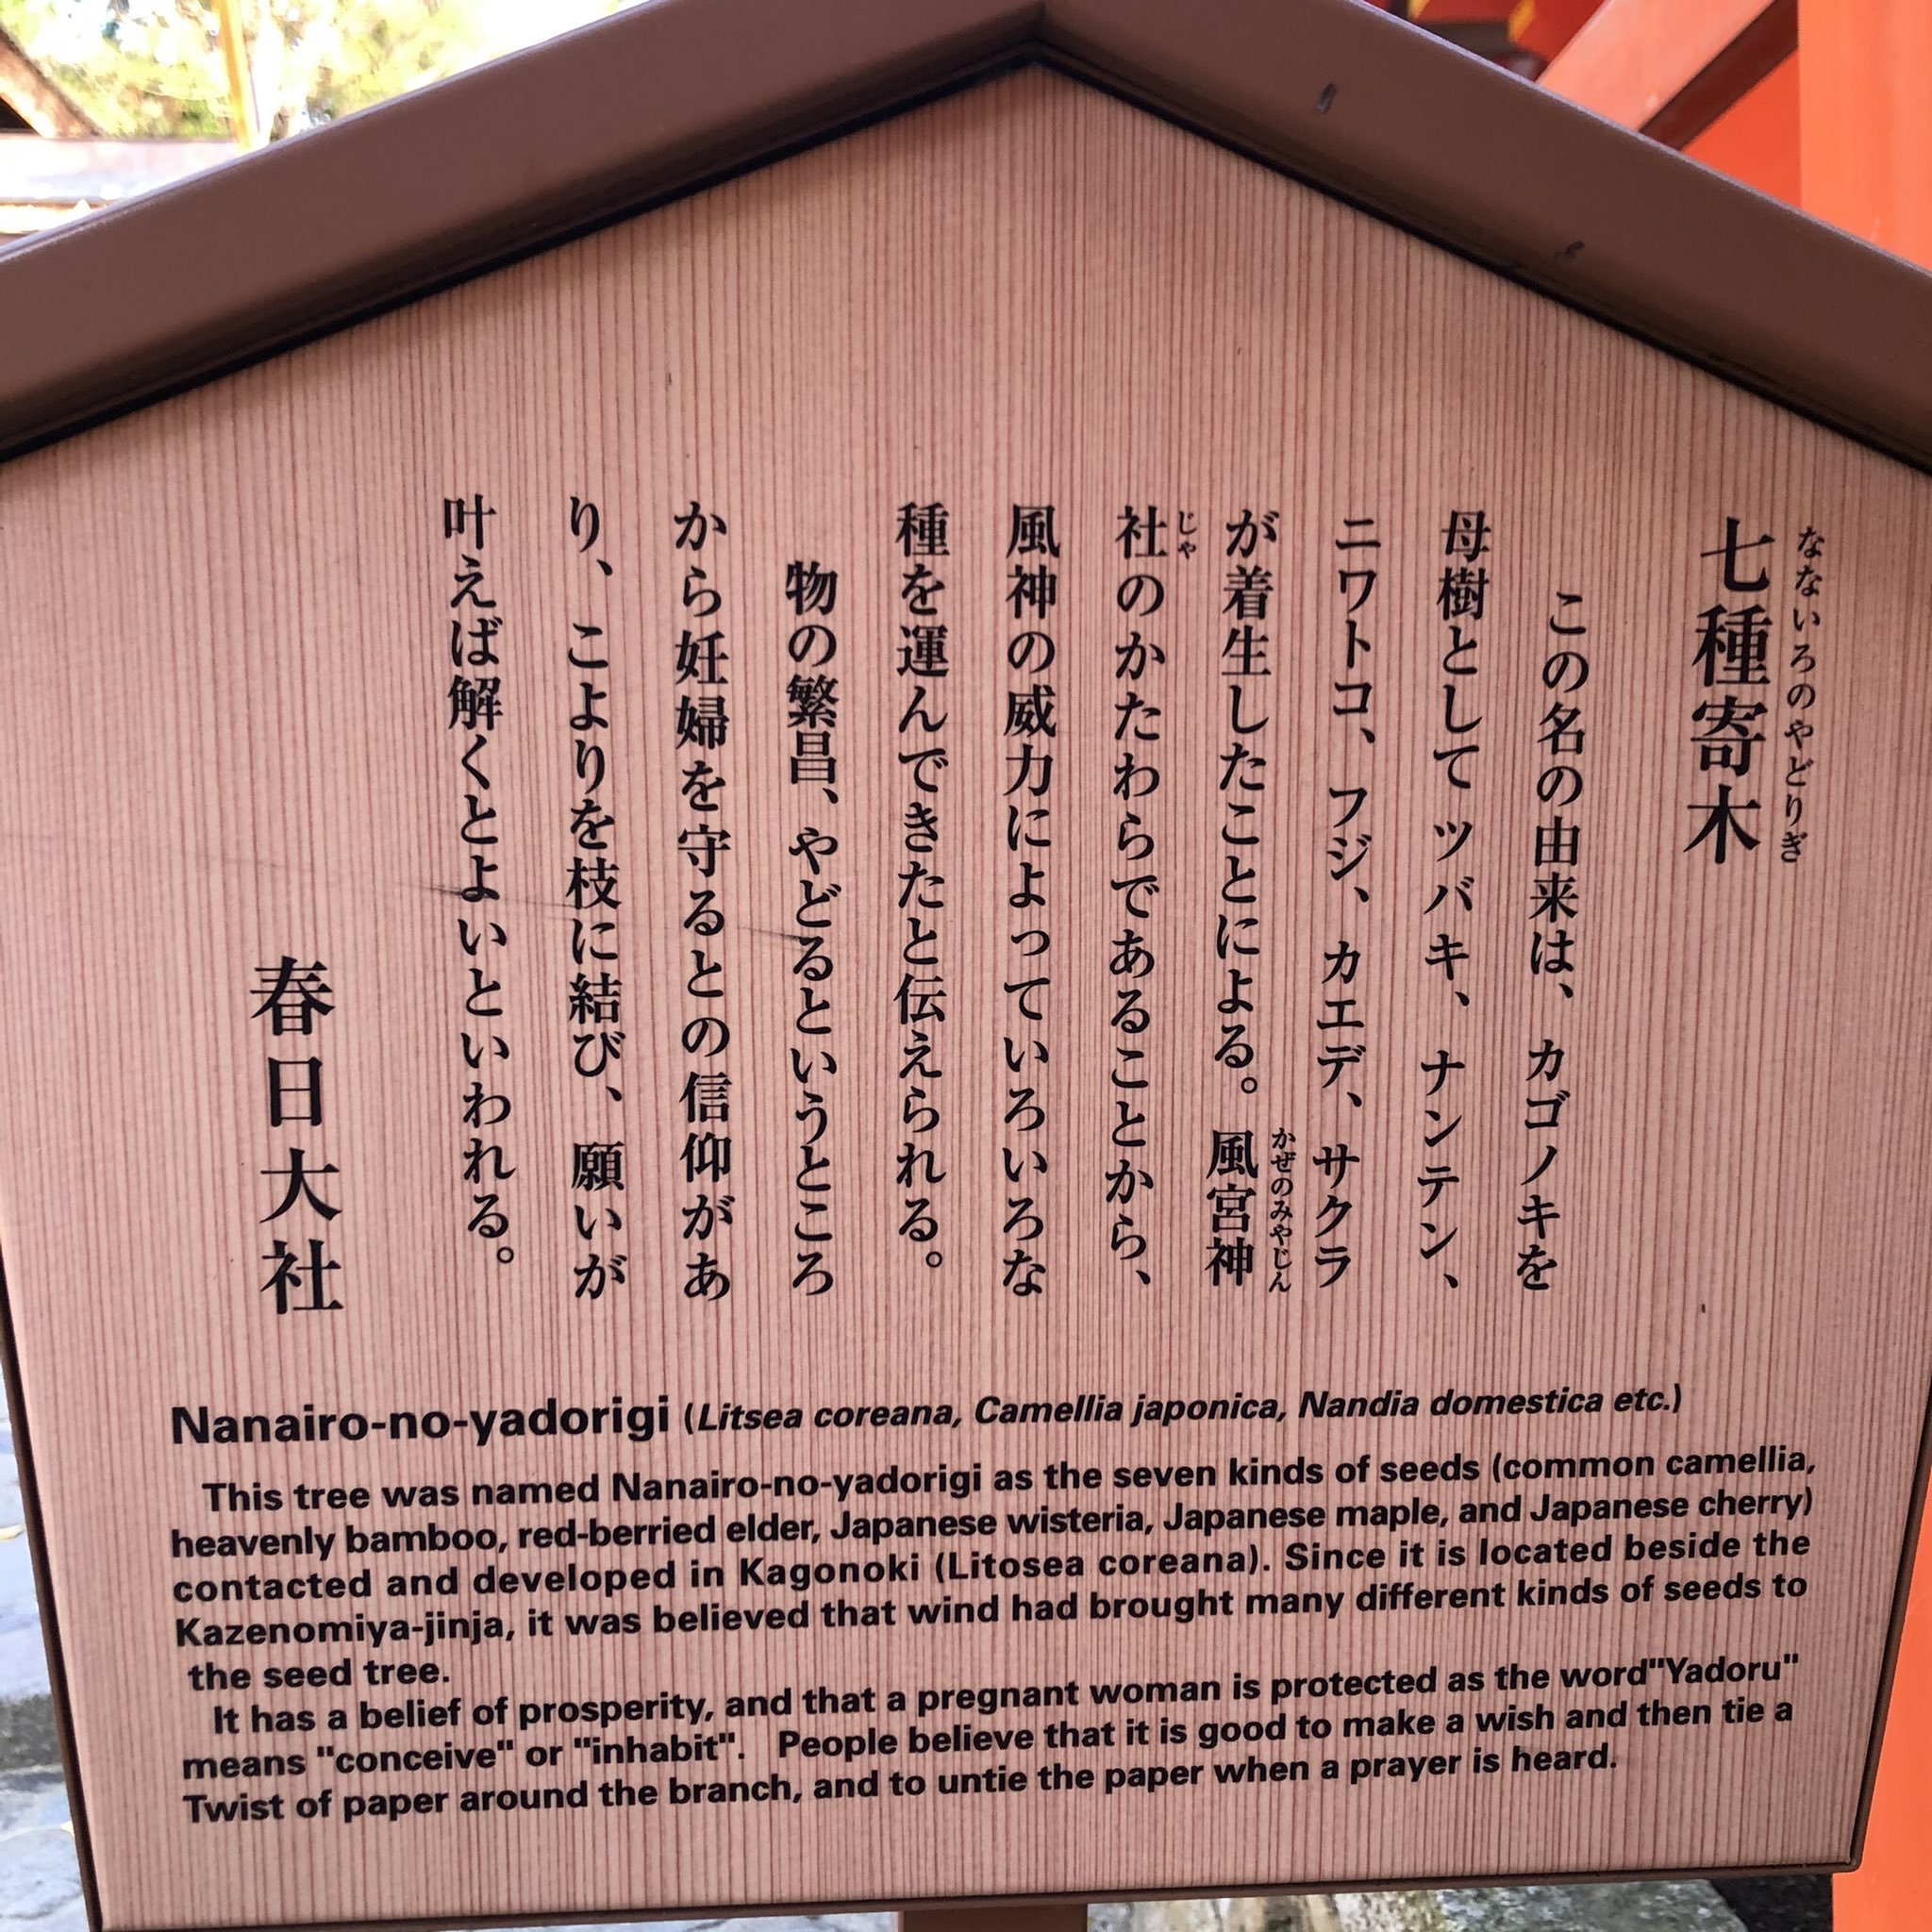 なないろのやどりぎ
七種寄木
この名の由来は、カゴノキを
母樹としてツバキ、ナンテン、
ニワトコ、フジ、カエデ、サクラ
が着生したことによる。風宮神
かぜのみやじん
社のかたわらであることから、
じゃ
風神の威力によっていろいろな
種を運んできたと伝えられる。
物の繁昌、やどるというところ
から妊婦を守るとの信仰があ
り、こよりを枝に結び、願いが
叶えば解くとよいといわれる。
春日大社
Nanairo-no-yadorigi (Litsea coreana, Camellia japonica, Nandia domestica etc.)
This tree was named Nanairo-no-yadorigi as the seven kinds of seeds (common camellia,
heavenly bamboo, red-berried elder, Japanese wisteria, Japanese maple, and Japanese cherry)
contacted and developed in Kagonoki (Litosea coreana). Since it is located beside the
Kazenomiya-jinja, it was believed that wind had brought many different kinds of seeds to
the seed tree.
It has a belief of prosperity, and that a pregnant woman is protected as the word"Yadoru"
means "conceive" or "inhabit". People believe that it is good to make a wish and then tie a
Twist of paper around the branch, and to untie the paper when a prayer is heard.